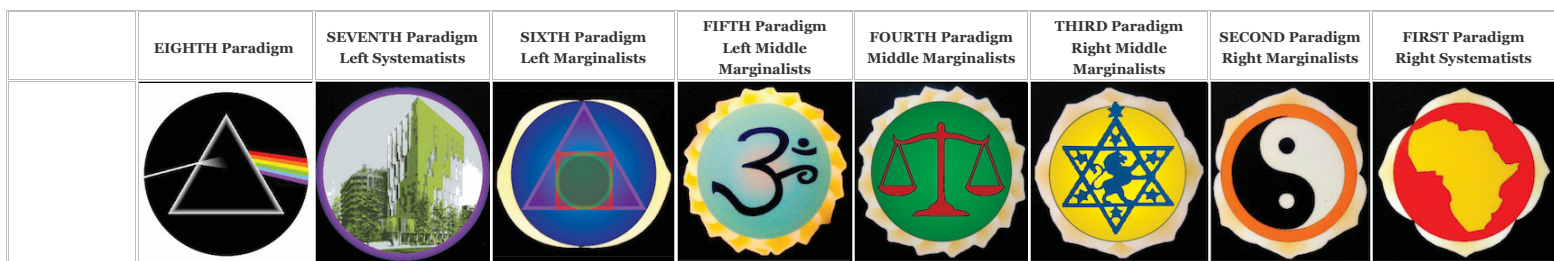 EIGHTH Paradigm
SEVENTH Paradigm
Left Systematists
SIXTH Paradigm
Left Marginalists
FIFTH Paradigm
Left Middle
Marginalists
FOURTH Paradigm
Middle Marginalists
THIRD Paradigm
Right Middle
Marginalists
SECOND Paradigm
Right Marginalists
FIRST Paradigm
Right Systematists
ॐ